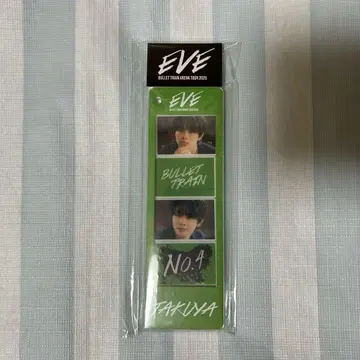 EVE
BULLET TRAIN ARENA TOUR 2025
EVE
BULLET TRAIN
No.4
TAKUYA